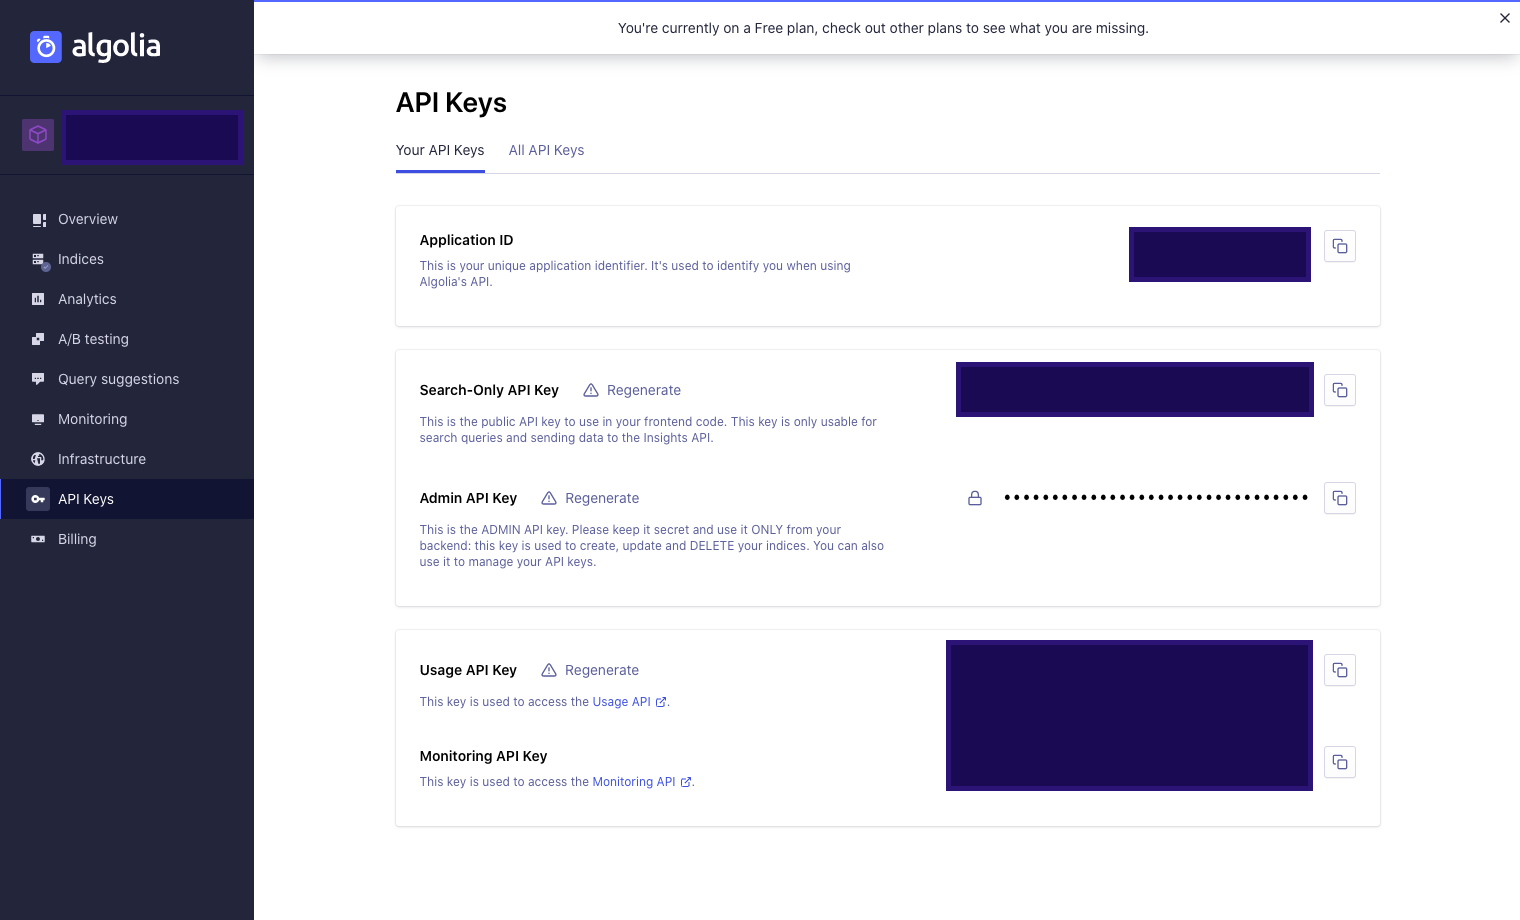 You're currently on a Free plan, check out other plans to see what you are missing.
algolia
Overview
Indices
Analytics
A/B testing
Query suggestions
Monitoring
Infrastructure
API Keys
Billing
API Keys
Your API Keys All API Keys
Application ID
This is your unique application identifier. It's used to identify you when using
Algolia's API.
Search-Only API Key Regenerate
This is the public API key to use in your frontend code. This key is only usable for
search queries and sending data to the Insights API.
Admin API Key Regenerate ••••••••••••••••••••••••••••••••
This is the ADMIN API key. Please keep it secret and use it ONLY from your
backend: this key is used to create, update and DELETE your indices. You can also
use it to manage your API keys.
Usage API Key Regenerate
This key is used to access the Usage API.
Monitoring API Key
This key is used to access the Monitoring API.